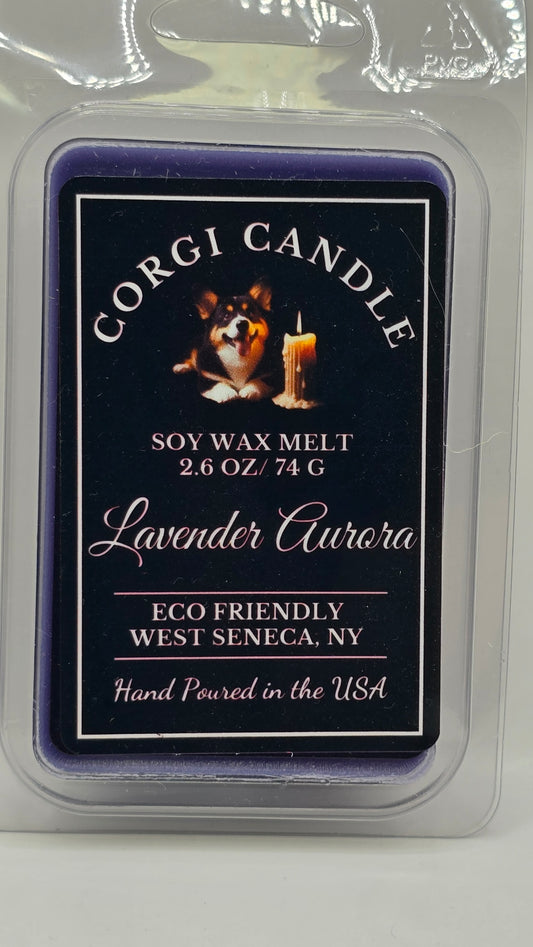 CORGI CANDLE
SOY WAX MELT
2.6 OZ/ 74 G
Lavender Aurora
ECO FRIENDLY
WEST SENECA, NY
Hand Poured in the USA